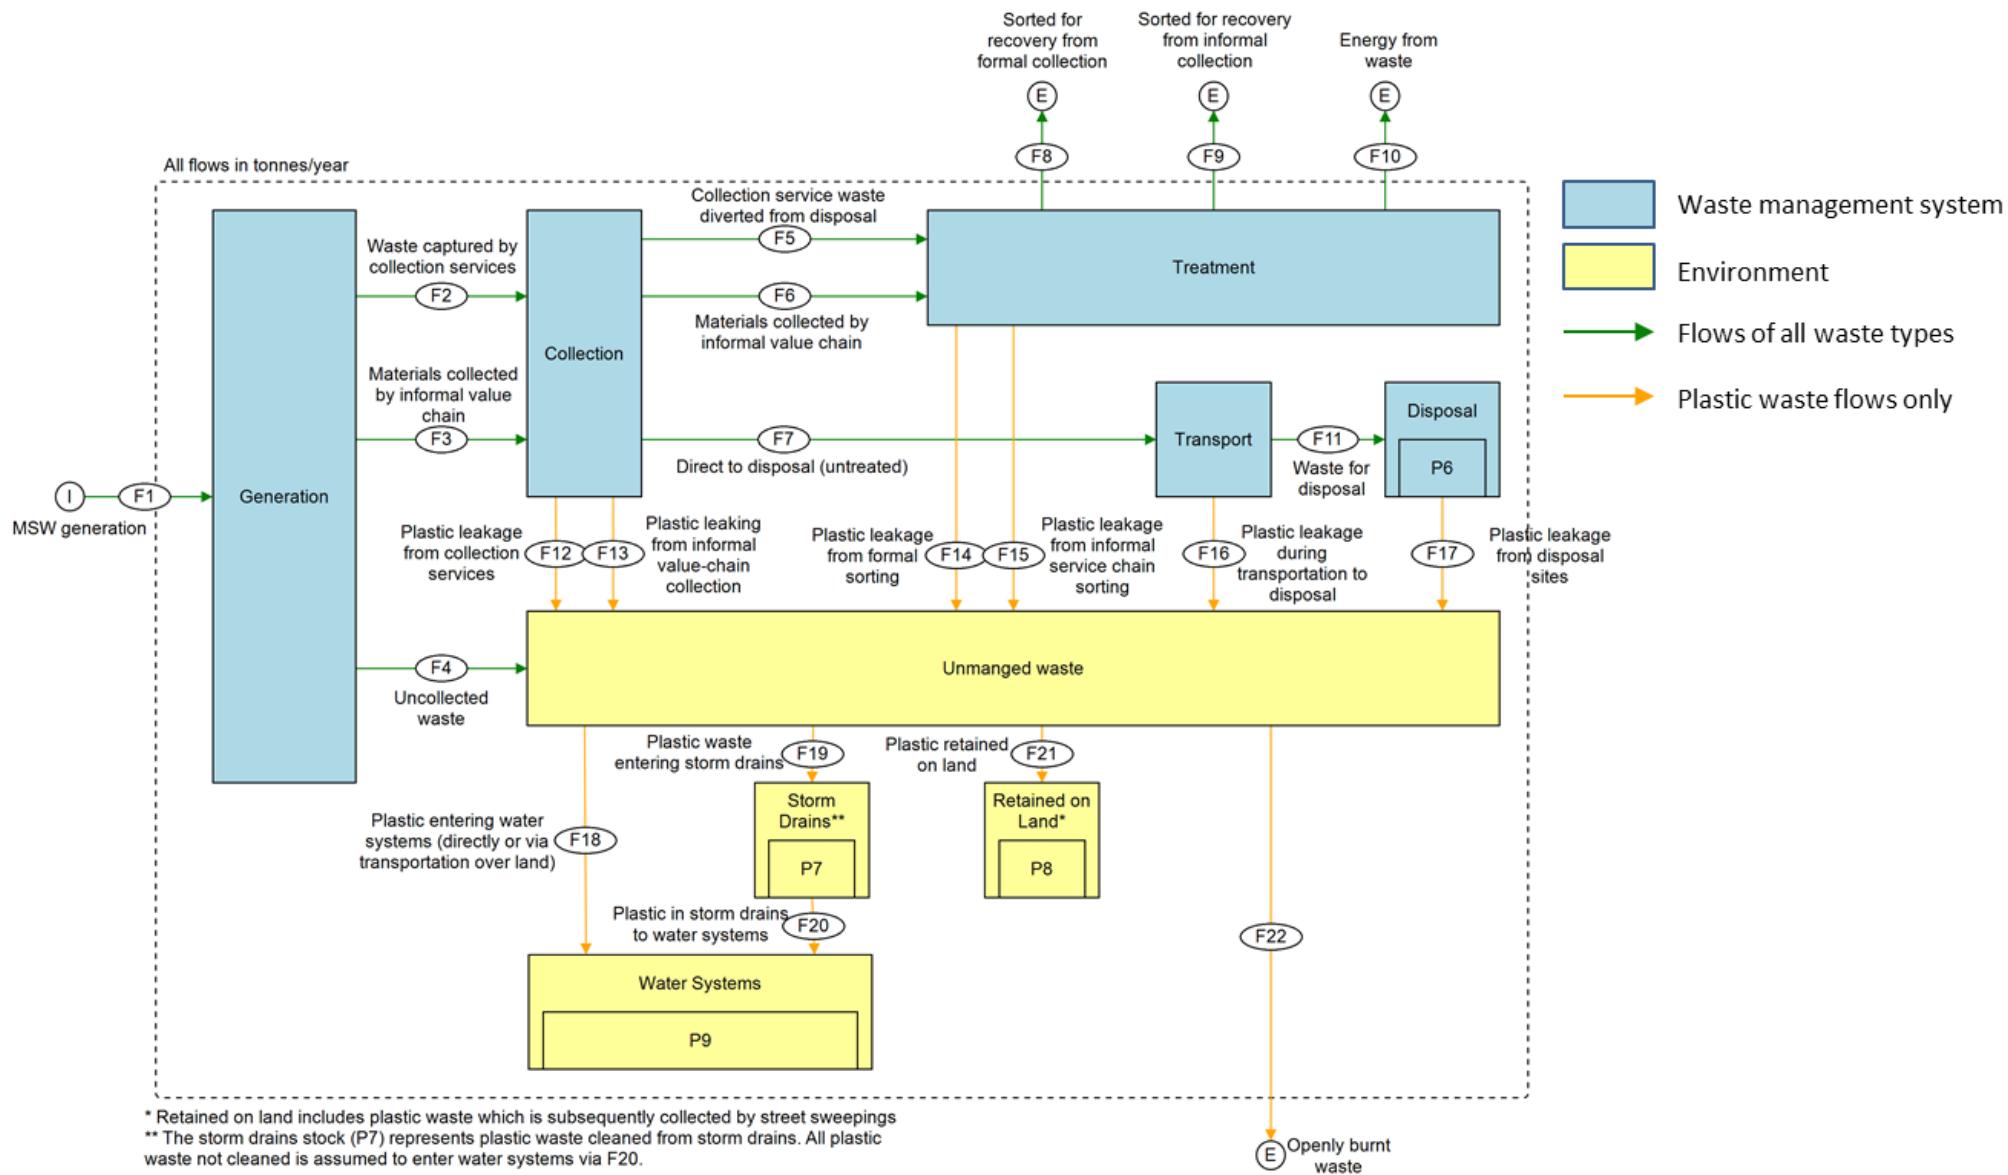 Sorted for
recovery from
formal collection
Sorted for recovery
from informal
collection
Energy from
waste
E
E
E
F8
F9
F10
All flows in tonnes/year
Collection service waste
diverted from disposal
F5
Waste captured by
collection services
F2
F6
Materials collected by
informal value chain
Treatment
Collection
Materials collected
by informal value
chain
F3
F7
Direct to disposal (untreated)
Transport
F11
Waste for
disposal
Disposal
P6
I
F1
MSW generation
Generation
Plastic leakage
from collection
services
F12
F13
Plastic leaking
from informal
value-chain
collection
Plastic leakage
from formal
sorting
F14
F15
Plastic leakage
from informal
service chain
sorting
F16
Plastic leakage
during
transportation to
disposal
F17
Plastic leakage
from disposal
sites
F4
Uncollected
waste
Unmanged waste
Plastic waste
entering storm drains
F19
Plastic retained
on land
F21
Storm
Drains**
P7
Retained on
Land*
P8
Plastic entering water
systems (directly or via
transportation over land)
F18
Plastic in storm drains
to water systems
F20
F22
Water Systems
P9
E
Openly burnt
waste
* Retained on land includes plastic waste which is subsequently collected by street sweepings
** The storm drains stock (P7) represents plastic waste cleaned from storm drains. All plastic
waste not cleaned is assumed to enter water systems via F20.
Waste management system
Environment
Flows of all waste types
Plastic waste flows only